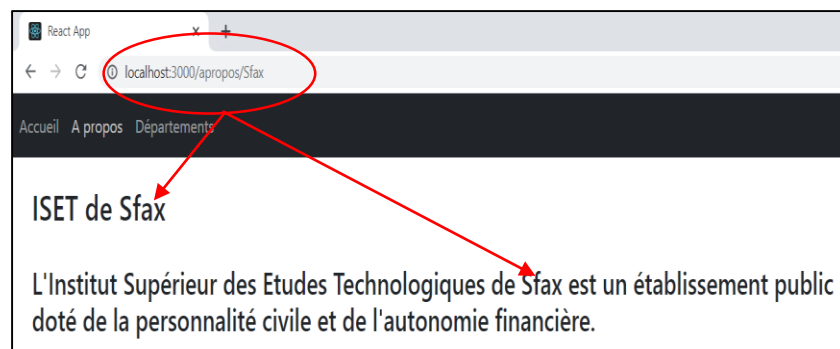 React App
localhost:3000/apropos/Sfax
Accueil A propos Départements
ISET de Sfax
L'Institut Supérieur des Etudes Technologiques de Sfax est un établissement public
doté de la personnalité civile et de l'autonomie financière.